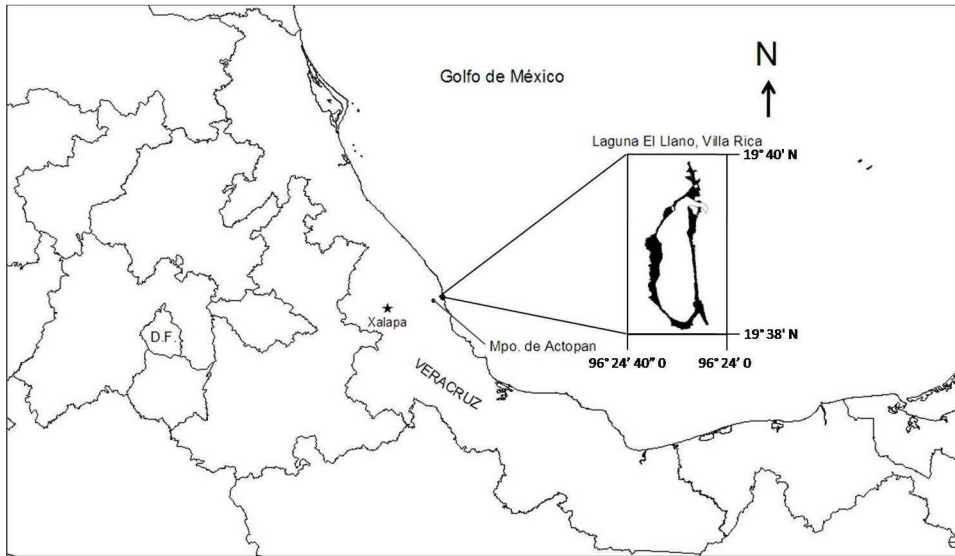 N
Golfo de México
Laguna El Llano, Villa Rica
19° 40' N
Xalapa
D.F.
19° 38' N
Mpo. de Actopan
96° 24' 40” O
96° 24' O
VERACRUZ